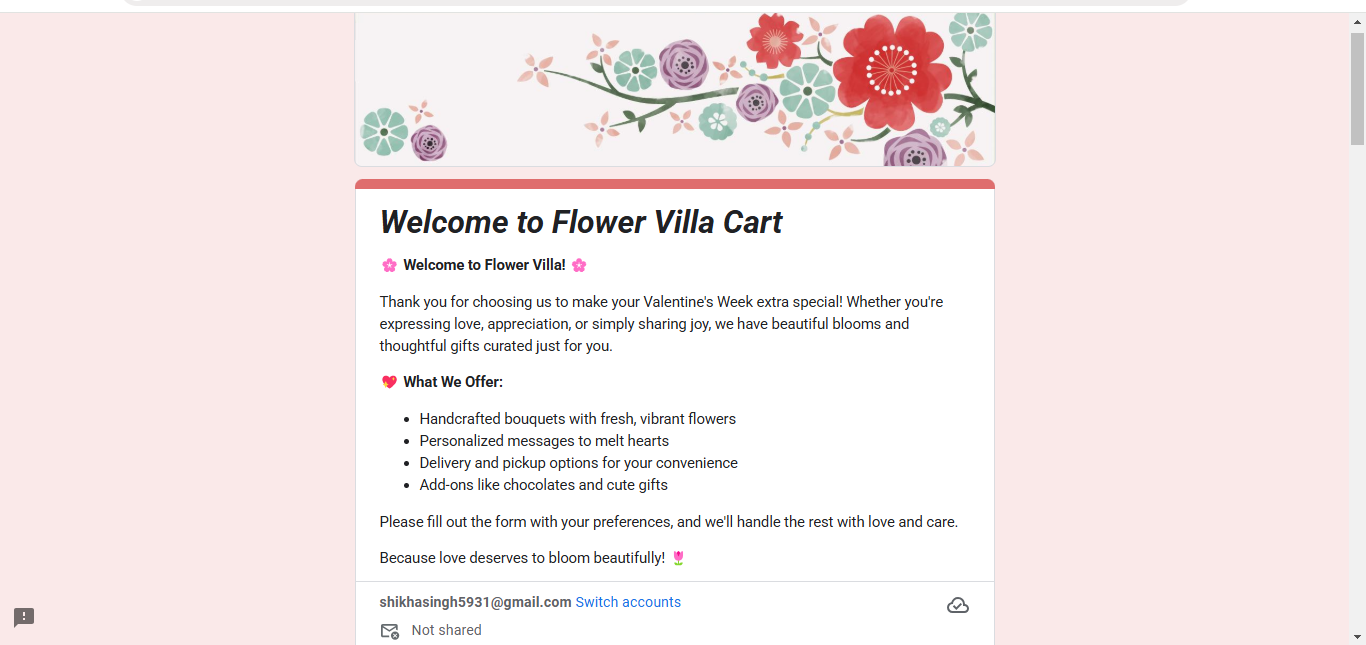 Welcome to Flower Villa Cart
🌸 Welcome to Flower Villa! 🌸
Thank you for choosing us to make your Valentine's Week extra special! Whether you're
expressing love, appreciation, or simply sharing joy, we have beautiful blooms and
thoughtful gifts curated just for you.
💖 What We Offer:
• Handcrafted bouquets with fresh, vibrant flowers
• Personalized messages to melt hearts
• Delivery and pickup options for your convenience
• Add-ons like chocolates and cute gifts
Please fill out the form with your preferences, and we'll handle the rest with love and care.
Because love deserves to bloom beautifully! 🌷
shikhasingh5931@gmail.com Switch accounts
Not shared